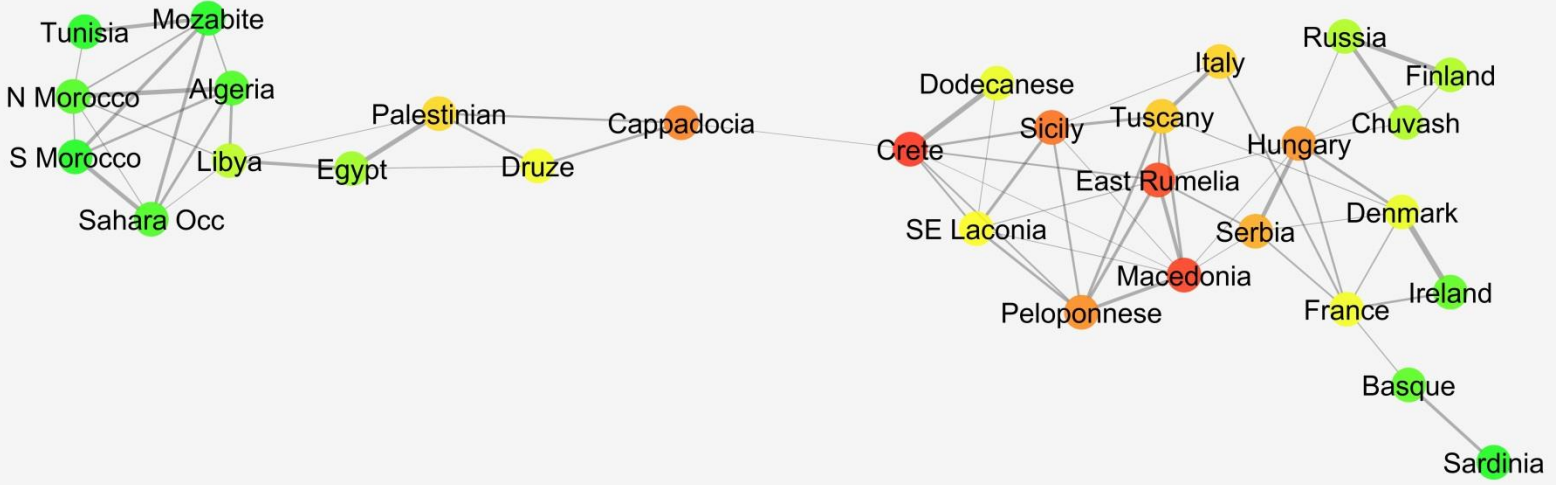 Tunisia
Mozabite
N Morocco
Algeria
S Morocco
Libya
Sahara Occ
Palestinian
Egypt
Druze
Cappadocia
Dodecanese
Crete
Sicily
Tuscany
Italy
East Rumelia
SE Laconia
Macedonia
Peloponnese
Serbia
Hungary
Russia
Finland
Chuvash
Denmark
Ireland
France
Basque
Sardinia